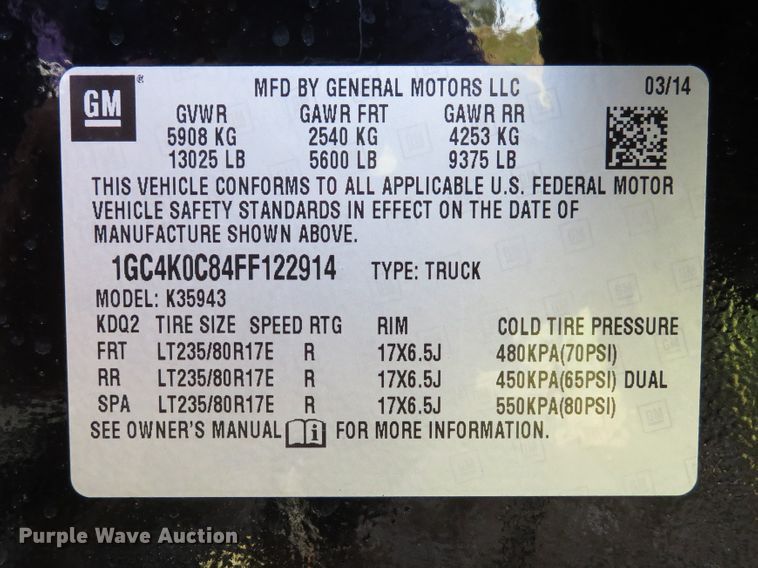 GM ® MFD BY GENERAL MOTORS LLC 03/14
GVWR GAWR FRT GAWR RR
5908 KG 2540 KG 4253 KG
13025 LB 5600 LB 9375 LB
THIS VEHICLE CONFORMS TO ALL APPLICABLE U.S. FEDERAL MOTOR
VEHICLE SAFETY STANDARDS IN EFFECT ON THE DATE OF
MANUFACTURE SHOWN ABOVE.
1GC4K0C84FF122914 TYPE: TRUCK
MODEL: K35943
KDQ2 TIRE SIZE SPEED RTG RIM COLD TIRE PRESSURE
FRT LT235/80R17E R 17X6.5J 480KPA(70PSI)
RR LT235/80R17E R 17X6.5J 450KPA(65PSI) DUAL
SPA LT235/80R17E R 17X6.5J 550KPA(80PSI)
SEE OWNER'S MANUAL i FOR MORE INFORMATION.
Purple Wave Auction